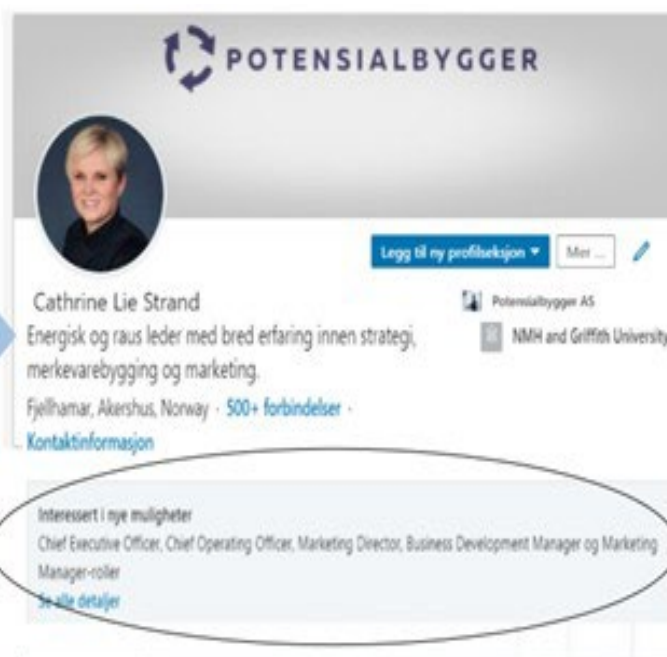 POTENSIALBYGGER
Legg til ny profilseksjon
Mer ...
Cathrine Lie Strand
Potensialbygger AS
Energisk og raus leder med bred erfaring innen strategi,
NMH and Griffith University
merkevarebygging og marketing.
Fjellhamar, Akershus, Norway · 500+ forbindelser ·
Kontaktinformasjon
Interessert i nye muligheter
Chief Executive Officer, Chief Operating Officer, Marketing Director, Business Development Manager og Marketing
Manager-roller
Se alle detaljer